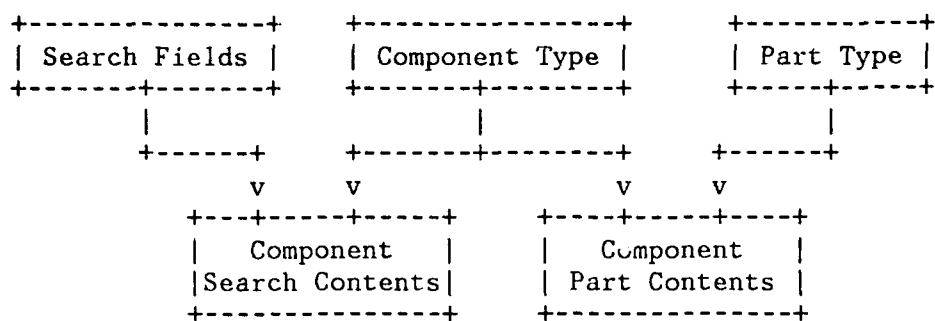 Search Fields
Component Type
Part Type
v v v v
Component
Search Contents
Component
Part Contents